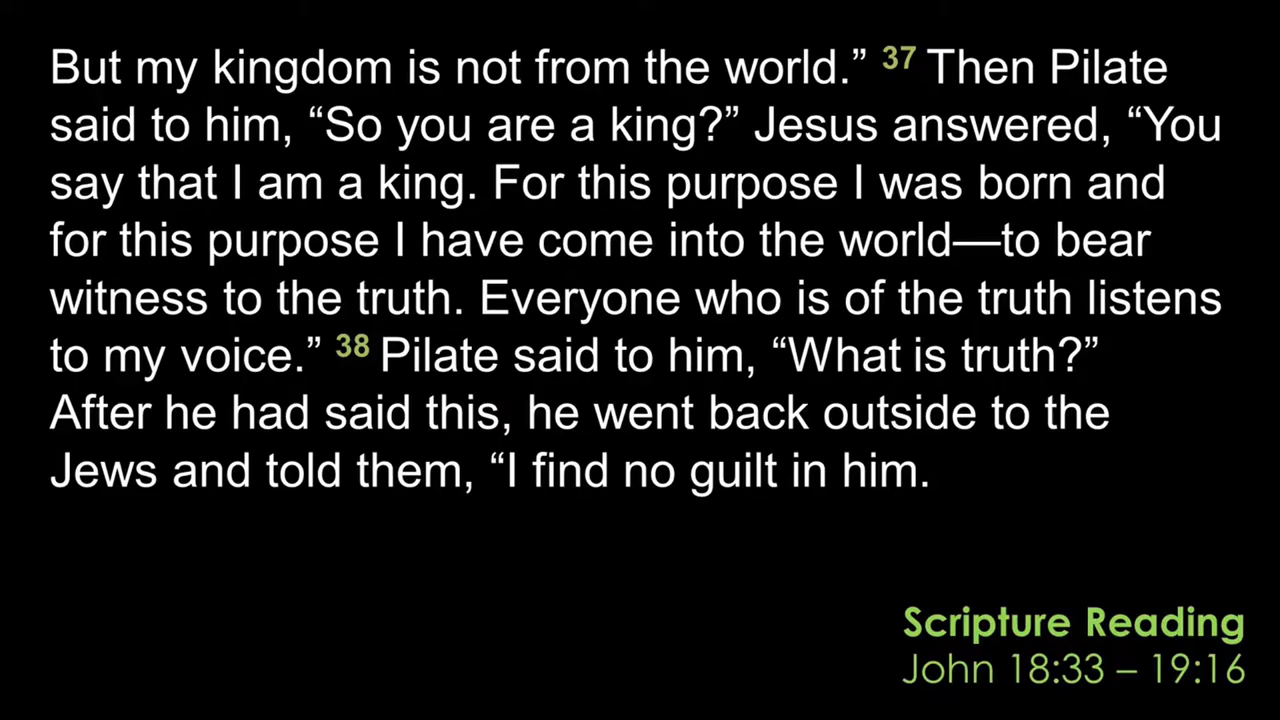 But my kingdom is not from the world.” 37 Then Pilate
said to him, “So you are a king?” Jesus answered, “You
say that I am a king. For this purpose I was born and
for this purpose I have come into the world—to bear
witness to the truth. Everyone who is of the truth listens
to my voice.” 38 Pilate said to him, “What is truth?”
After he had said this, he went back outside to the
Jews and told them, “I find no guilt in him.
Scripture Reading
John 18:33 – 19:16